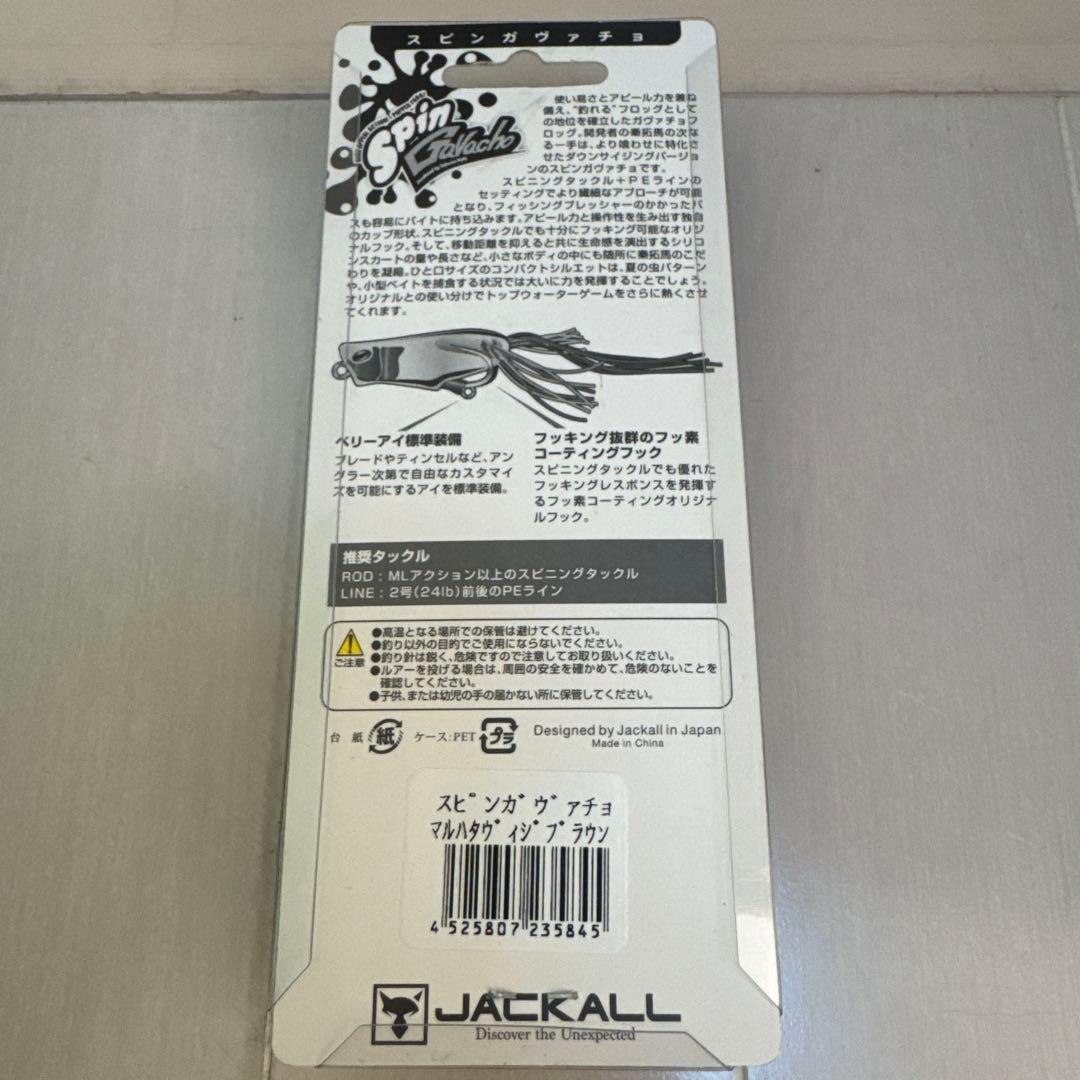 スピンガヴァチョ
Spin
Gavacho
使い易さとアピール力を兼ね
備え、“釣れる”フロッグとして
の地位を確立したガヴァチョフ
ロッグ。開発者の秦拓馬の次な
る一手は、より喰わせに特化さ
せたダウンサイジングバージョ
ンのスピンガヴァチョです。
スピニングタックル+PEラインの
セッティングでより繊細なアプローチが可能
となり、フィッシングプレッシャーのかかったバ
スも容易にバイトに持ち込みます。アピール力と操作性を生み出す独自
のカップ形状、スピニングタックルでも十分にフッキング可能なオリジ
ナルフック。そして、移動距離を抑えると共に生命感を演出するシリコ
ンスカートの量や長さなど、小さなボディの中にも随所に秦拓馬のこだ
わりを凝縮。ひと口サイズのコンパクトシルエットは、夏の虫パターン
や、小型ベイトを捕食する状況では大いに力を発揮することでしょう。
オリジナルとの使い分けでトップウォーターゲームをさらに熱くさせ
てくれます。
ベリーアイ標準装備
ブレードやティンセルなど、アン
グラー次第で自由なカスタマイ
ズを可能にするアイを標準装備。
フッキング抜群のフッ素
コーティングフック
スピニングタックルでも優れた
フッキングレスポンスを発揮す
るフッ素コーティングオリジナ
ルフック。
推奨タックル
ROD : MLアクション以上のスピニングタックル
LINE : 2号(24lb)前後のPEライン
ご注意
●高温となる場所での保管は避けてください。
●釣り以外の目的でご使用にならないでください。
●釣り針は鋭く、危険ですので注意してお取り扱いください。
●ルアーを投げる場合は、周囲の安全を確かめて、危険のないことを
確認してください。
●子供、または幼児の手の届かない所に保管してください。
台紙 紙 ケース:PET プラ
Designed by Jackall in Japan
Made in China
スピンガヴァチョ
マルハタヴィジブラウン
4 525807 235845
JACKALL
Discover the Unexpected